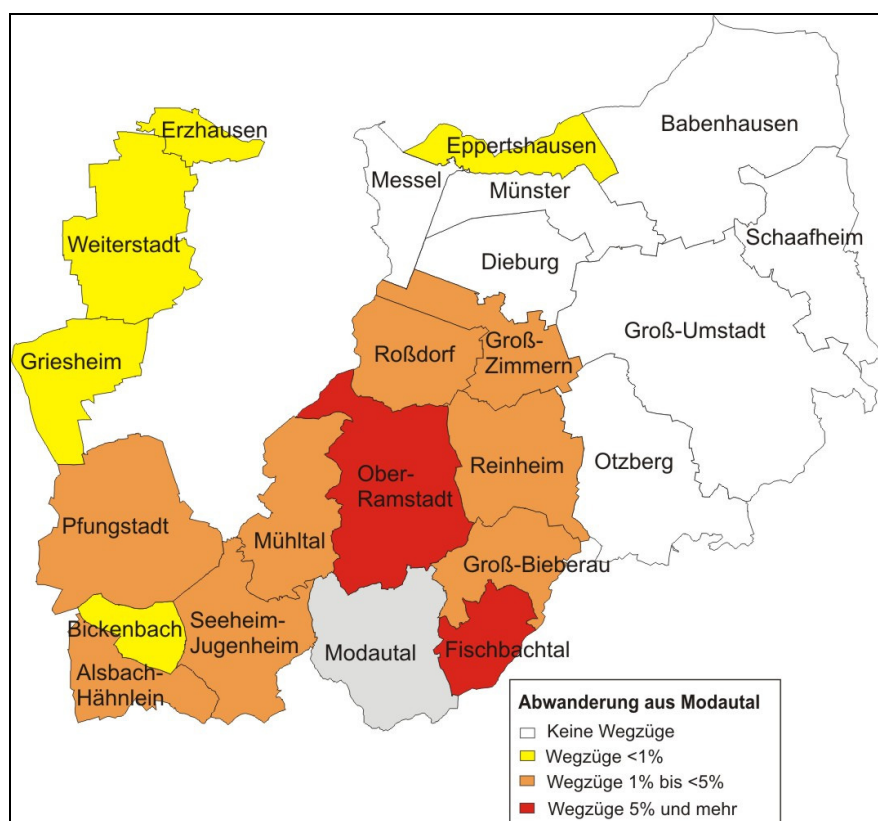 Babenhausen
Erzhausen
Eppertshausen
Messel
Münster
Schaafheim
Weiterstadt
Dieburg
Groß-Umstadt
Griesheim
Roßdorf
Groß-
Zimmern
Ober-
Ramstadt
Reinheim
Otzberg
Pfungstadt
Mühltal
Groß-Bieberau
Bickenbach
Seeheim-
Jugenheim
Modautal
Fischbachtal
Alsbach-
Hähnlein
Abwanderung aus Modautal
Keine Wegzüge
Wegzüge <1%
Wegzüge 1% bis <5%
Wegzüge 5% und mehr